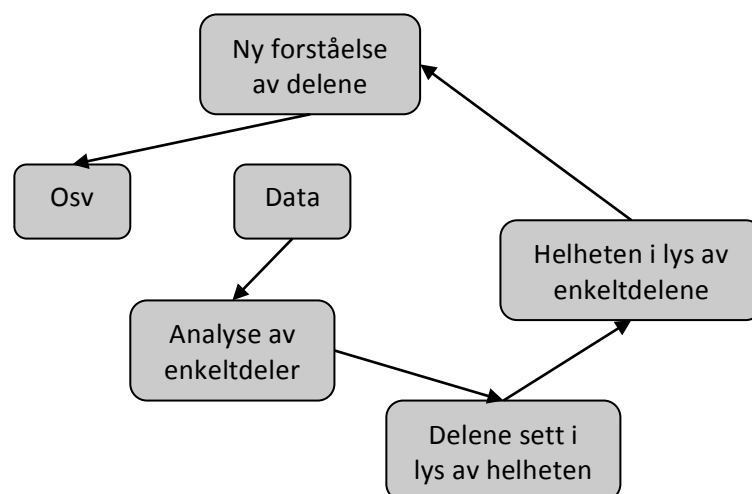 Ny forståelse
av delene
Osv
Data
Helheten i lys av
enkeltdelene
Analyse av
enkeltdeler
Delene sett i
lys av helheten